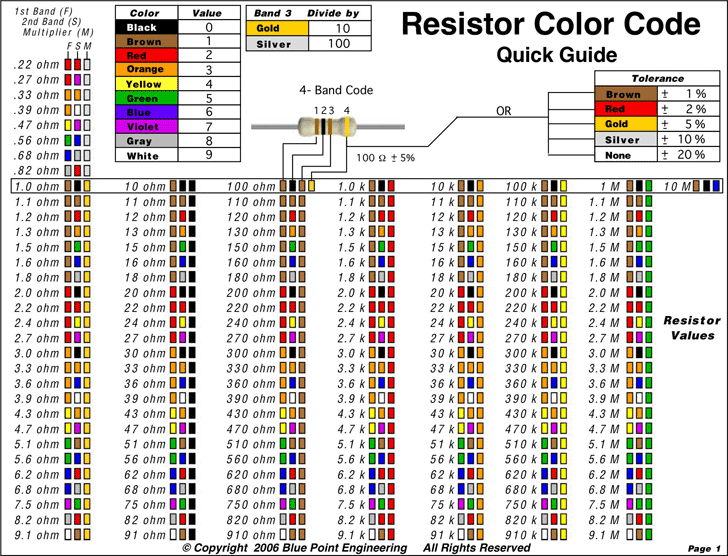 1st Band (F)
2nd Band (S)
Multiplier (M)
F S M
Color Value
Black 0
Brown 1
Red 2
Orange 3
Yellow 4
Green 5
Blue 6
Violet 7
Gray 8
White 9
Band 3 Divide by
Gold 10
Silver 100
Resistor Color Code
Quick Guide
4- Band Code
1 2 3 4
100 Ω ± 5%
OR
Tolerance
Brown ± 1 %
Red ± 2 %
Gold ± 5 %
Silver ± 10 %
None ± 20 %
.22 ohm
.27 ohm
.33 ohm
.39 ohm
.47 ohm
.56 ohm
.68 ohm
.82 ohm
1.0 ohm 10 ohm 100 ohm 1.0 k 10 k 100 k 1 M 10 M
1.1 ohm 11 ohm 110 ohm 1.1 k 11 k 110 k 1.1 M
1.2 ohm 12 ohm 120 ohm 1.2 k 12 k 120 k 1.2 M
1.3 ohm 13 ohm 130 ohm 1.3 k 13 k 130 k 1.3 M
1.5 ohm 15 ohm 150 ohm 1.5 k 15 k 150 k 1.5 M
1.6 ohm 16 ohm 160 ohm 1.6 k 16 k 160 k 1.6 M
1.8 ohm 18 ohm 180 ohm 1.8 k 18 k 180 k 1.8 M
2.0 ohm 20 ohm 200 ohm 2.0 k 20 k 200 k 2.0 M
2.2 ohm 22 ohm 220 ohm 2.2 k 22 k 220 k 2.2 M
2.4 ohm 24 ohm 240 ohm 2.4 k 24 k 240 k 2.4 M
2.7 ohm 27 ohm 270 ohm 2.7 k 27 k 270 k 2.7 M
3.0 ohm 30 ohm 300 ohm 3.0 k 30 k 300 k 3.0 M
3.3 ohm 33 ohm 330 ohm 3.3 k 33 k 330 k 3.3 M
3.6 ohm 36 ohm 360 ohm 3.6 k 36 k 360 k 3.6 M
3.9 ohm 39 ohm 390 ohm 3.9 k 39 k 390 k 3.9 M
4.3 ohm 43 ohm 430 ohm 4.3 k 43 k 430 k 4.3 M
4.7 ohm 47 ohm 470 ohm 4.7 k 47 k 470 k 4.7 M
5.1 ohm 51 ohm 510 ohm 5.1 k 51 k 510 k 5.1 M
5.6 ohm 56 ohm 560 ohm 5.6 k 56 k 560 k 5.6 M
6.2 ohm 62 ohm 620 ohm 6.2 k 62 k 620 k 6.2 M
6.8 ohm 68 ohm 680 ohm 6.8 k 68 k 680 k 6.8 M
7.5 ohm 75 ohm 750 ohm 7.5 k 75 k 750 k 7.5 M
8.2 ohm 82 ohm 820 ohm 8.2 k 82 k 820 k 8.2 M
9.1 ohm 91 ohm 910 ohm 9.1 k 91 k 910 k 9.1 M
Resistor
Values
© Copyright 2006 Blue Point Engineering All Rights Reserved
Page 1